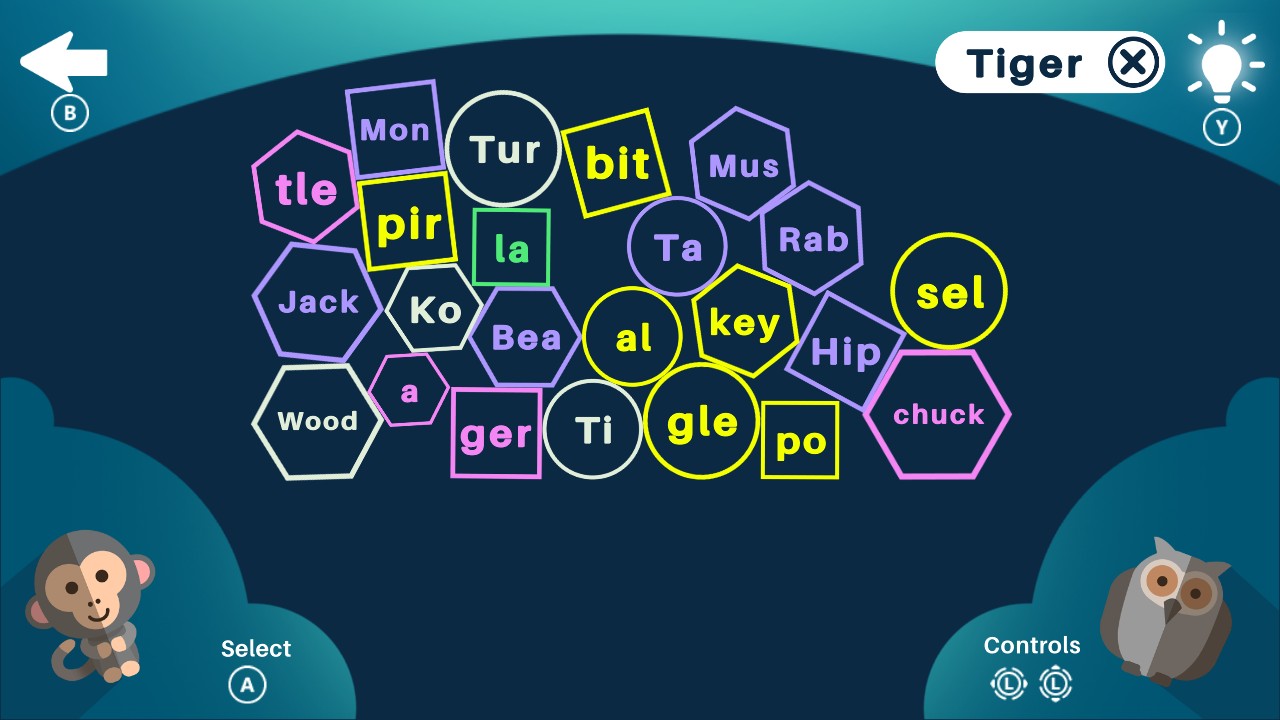 B
Tiger
Y
Mon
Tur
bit
Mus
tle
pir
la
Ta
Rab
sel
Jack
Ko
Bea
al
key
Hip
Wood
a
ger
Ti
gle
po
chuck
Select
A
Controls
L
L